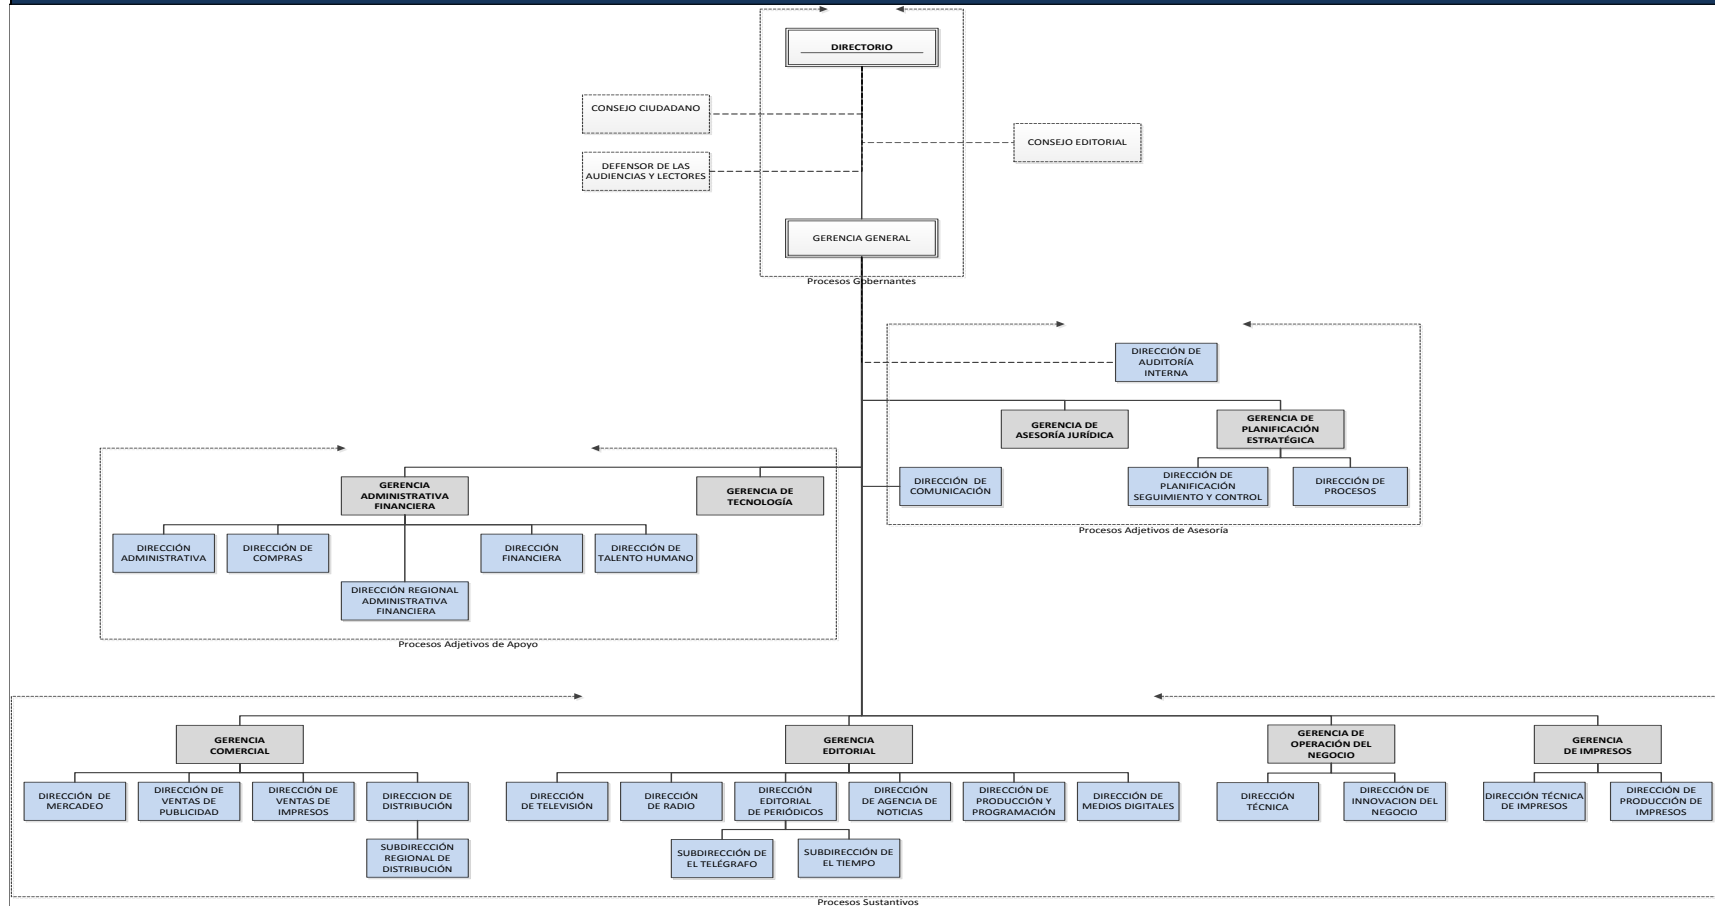 DIRECTORIO
CONSEJO CIUDADANO
CONSEJO EDITORIAL
DEFENSOR DE LAS
AUDIENCIAS Y LECTORES
GERENCIA GENERAL
Procesos Gobernantes
DIRECCIÓN DE
AUDITORÍA
INTERNA
GERENCIA DE
ASESORÍA JURÍDICA
GERENCIA DE
PLANIFICACIÓN
ESTRATÉGICA
DIRECCIÓN DE
COMUNICACIÓN
DIRECCIÓN DE
PLANIFICACIÓN
SEGUIMIENTO Y CONTROL
DIRECCIÓN DE
PROCESOS
Procesos Adjetivos de Asesoría
GERENCIA
ADMINISTRATIVA
FINANCIERA
GERENCIA DE
TECNOLOGÍA
DIRECCIÓN
ADMINISTRATIVA
DIRECCIÓN DE
COMPRAS
DIRECCIÓN
FINANCIERA
DIRECCIÓN DE
TALENTO HUMANO
DIRECCIÓN REGIONAL
ADMINISTRATIVA
FINANCIERA
Procesos Adjetivos de Apoyo
GERENCIA
COMERCIAL
GERENCIA
EDITORIAL
GERENCIA DE
OPERACIÓN DEL
NEGOCIO
GERENCIA
DE IMPRESOS
DIRECCIÓN DE
MERCADEO
DIRECCIÓN DE
VENTAS DE
PUBLICIDAD
DIRECCIÓN DE
VENTAS DE
IMPRESOS
DIRECCION DE
DISTRIBUCIÓN
DIRECCIÓN
DE TELEVISIÓN
DIRECCIÓN
DE RADIO
DIRECCIÓN
EDITORIAL
DE PERIÓDICOS
DIRECCIÓN
DE AGENCIA DE
NOTICIAS
DIRECCIÓN DE
PRODUCCIÓN Y
PROGRAMACIÓN
DIRECCIÓN DE
MEDIOS DIGITALES
DIRECCIÓN
TÉCNICA
DIRECCIÓN DE
INNOVACION DEL
NEGOCIO
DIRECCIÓN TÉCNICA
DE IMPRESOS
DIRECCIÓN DE
PRODUCCIÓN DE
IMPRESOS
SUBDIRECCIÓN
REGIONAL DE
DISTRIBUCIÓN
SUBDIRECCIÓN DE
EL TELÉGRAFO
SUBDIRECCIÓN DE
EL TIEMPO
Procesos Sustantivos